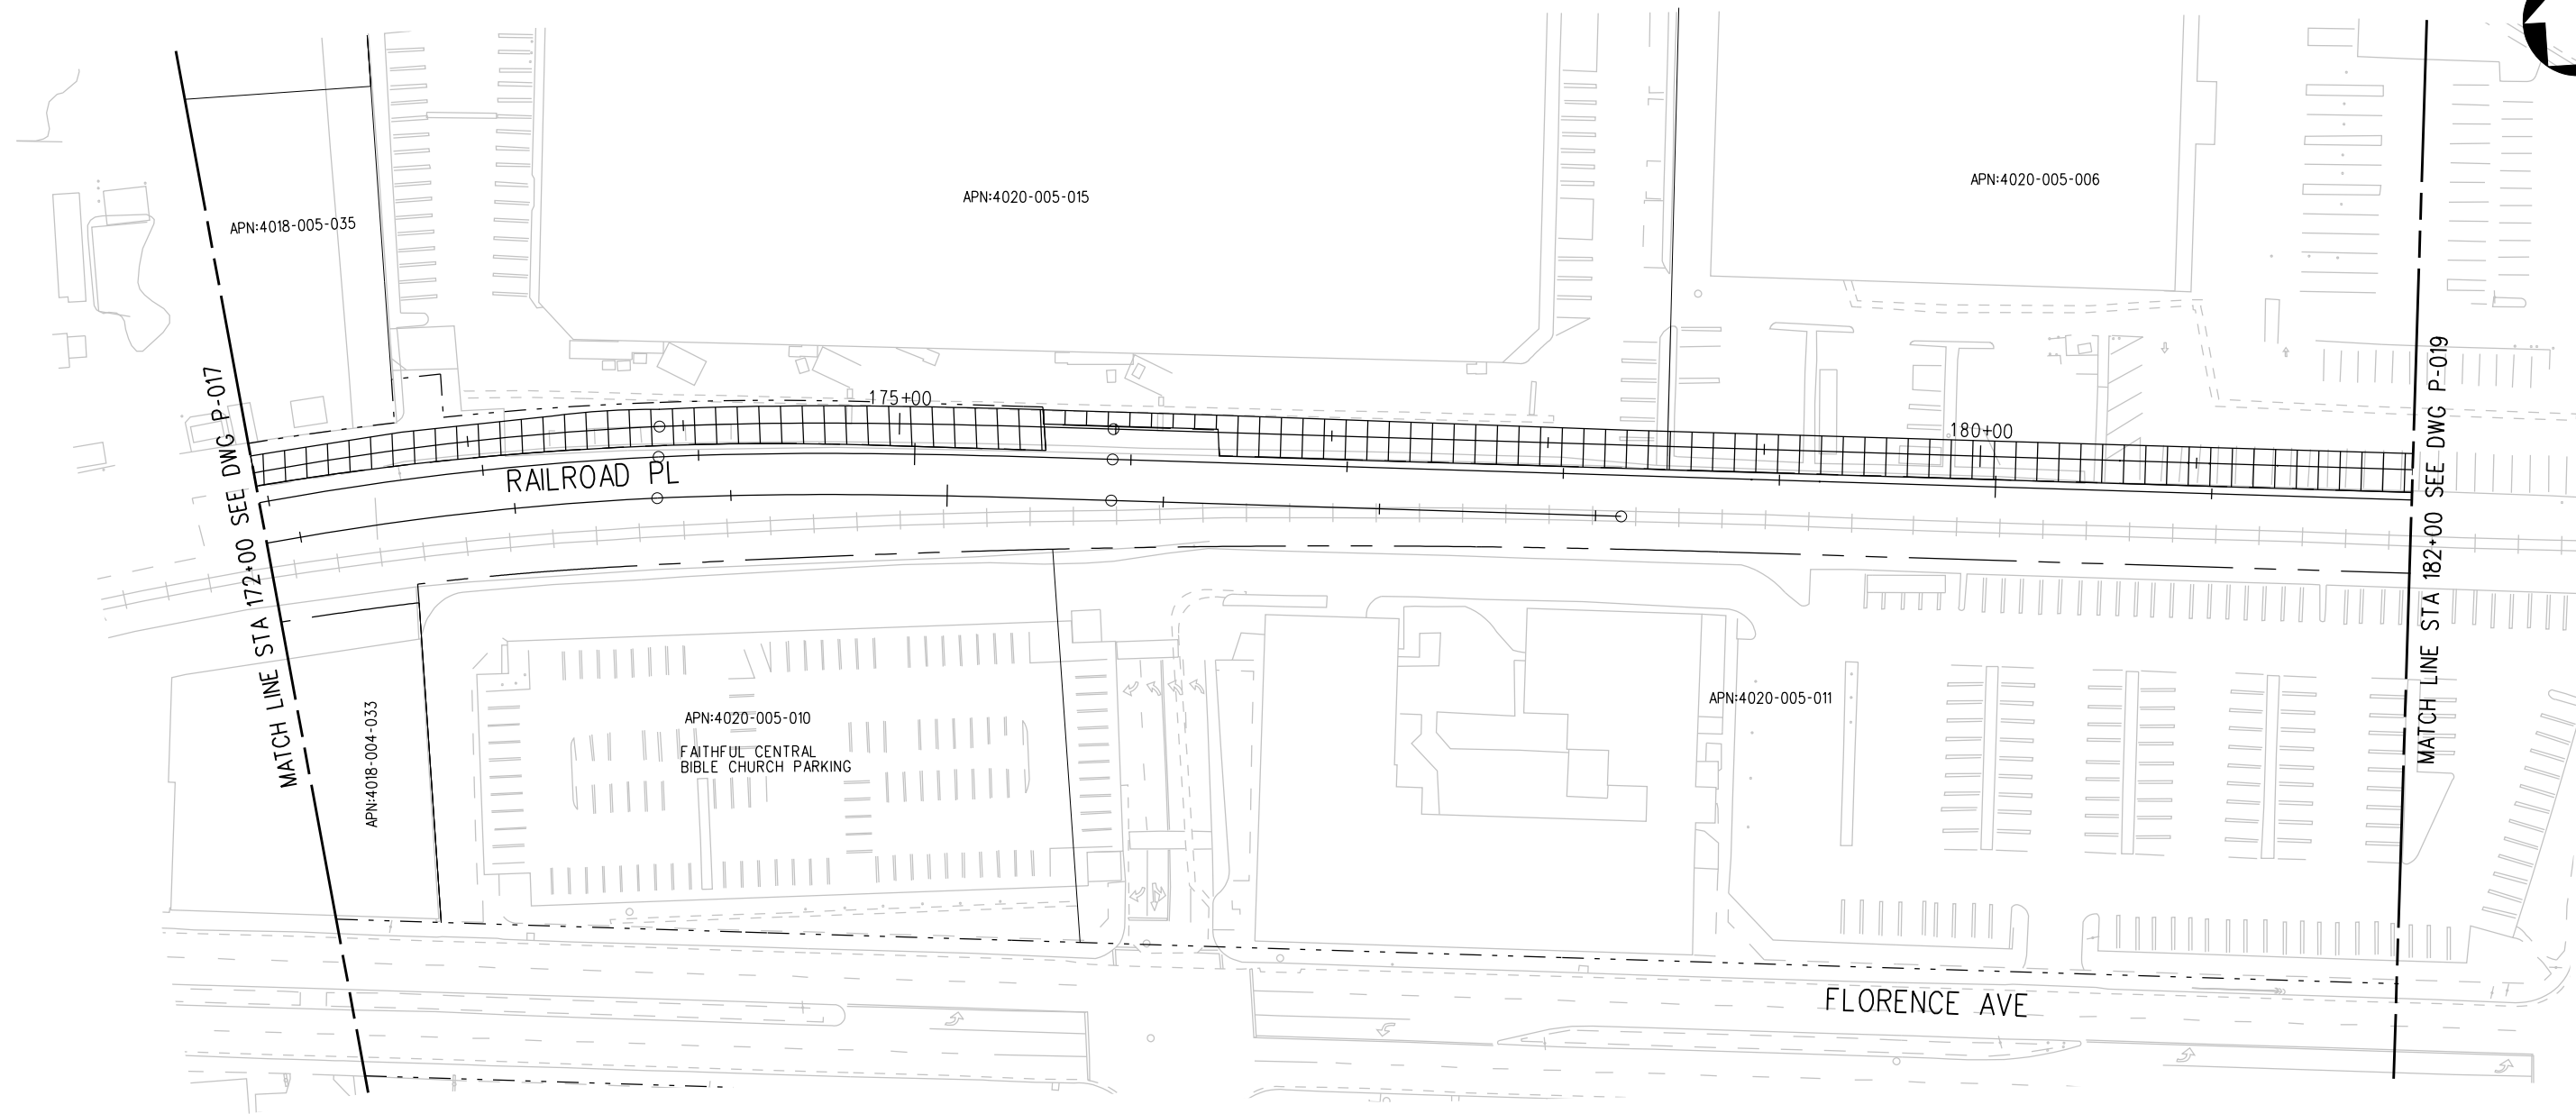 APN:4018-005-035
APN:4020-005-015
APN:4020-005-006
MATCH LINE STA 172+00 SEE DWG P-017
175+00
180+00
RAILROAD PL
MATCH LINE STA 182+00 SEE DWG P-019
APN:4018-004-033
APN:4020-005-010
FAITHFUL CENTRAL
BIBLE CHURCH PARKING
APN:4020-005-011
FLORENCE AVE